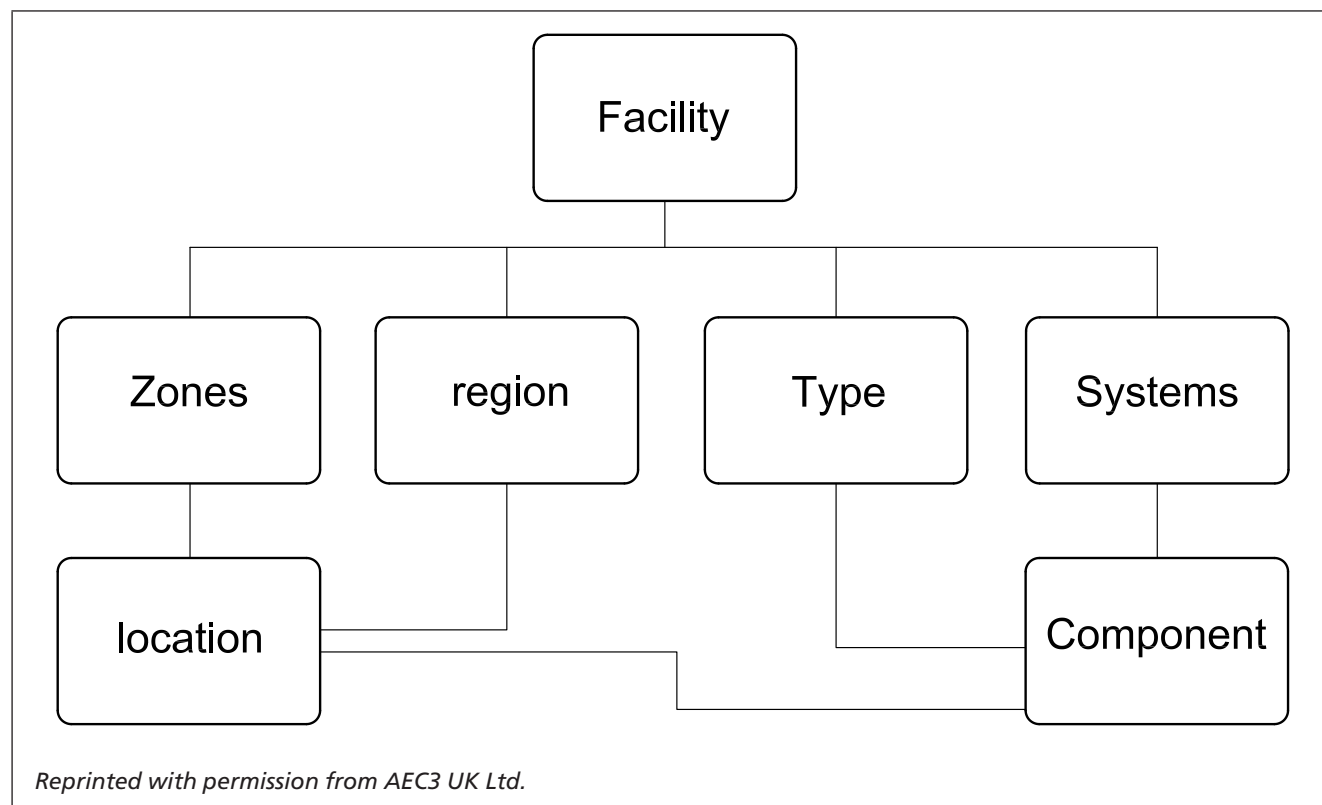 Facility
Zones
region
Type
Systems
location
Component
Reprinted with permission from AEC3 UK Ltd.